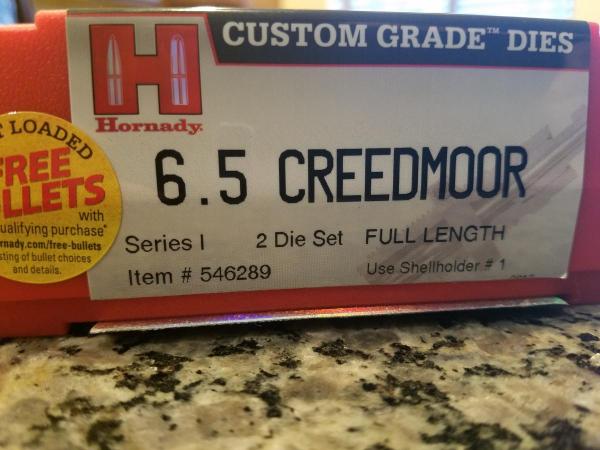 CUSTOM GRADE™ DIES
H
Hornady
6.5 CREEDMOOR
Series I 2 Die Set FULL LENGTH
Item # 546289 Use Shellholder # 1
T LOADED
FREE
LLETS
with
ualifying purchase*
rnady.com/free-bullets
sting of bullet choices
and details.